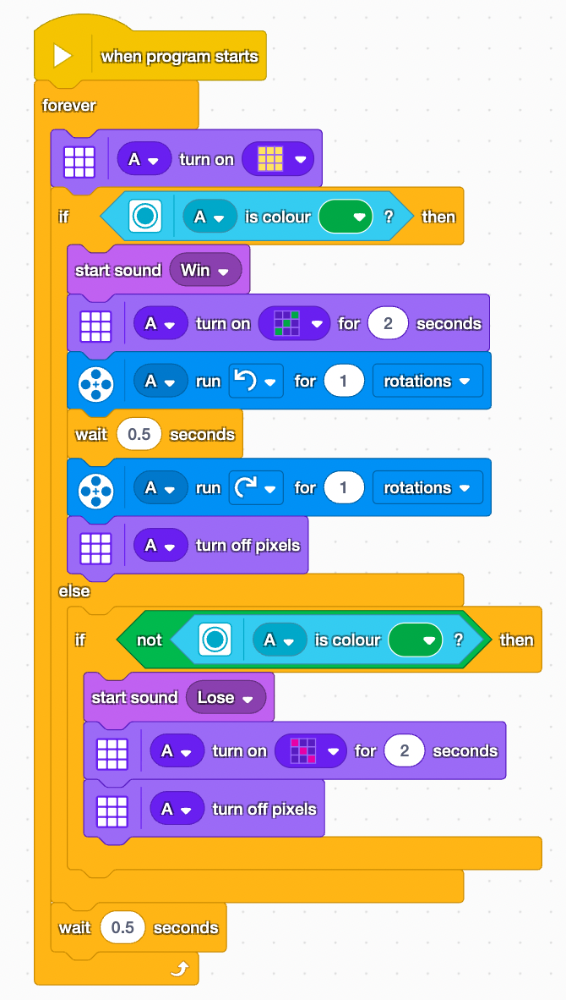 when program starts
forever
A turn on
if A is colour ? then
start sound Win
A turn on for 2 seconds
A run for 1 rotations
wait 0.5 seconds
A run for 1 rotations
A turn off pixels
else
if not A is colour ? then
start sound Lose
A turn on for 2 seconds
A turn off pixels
wait 0.5 seconds